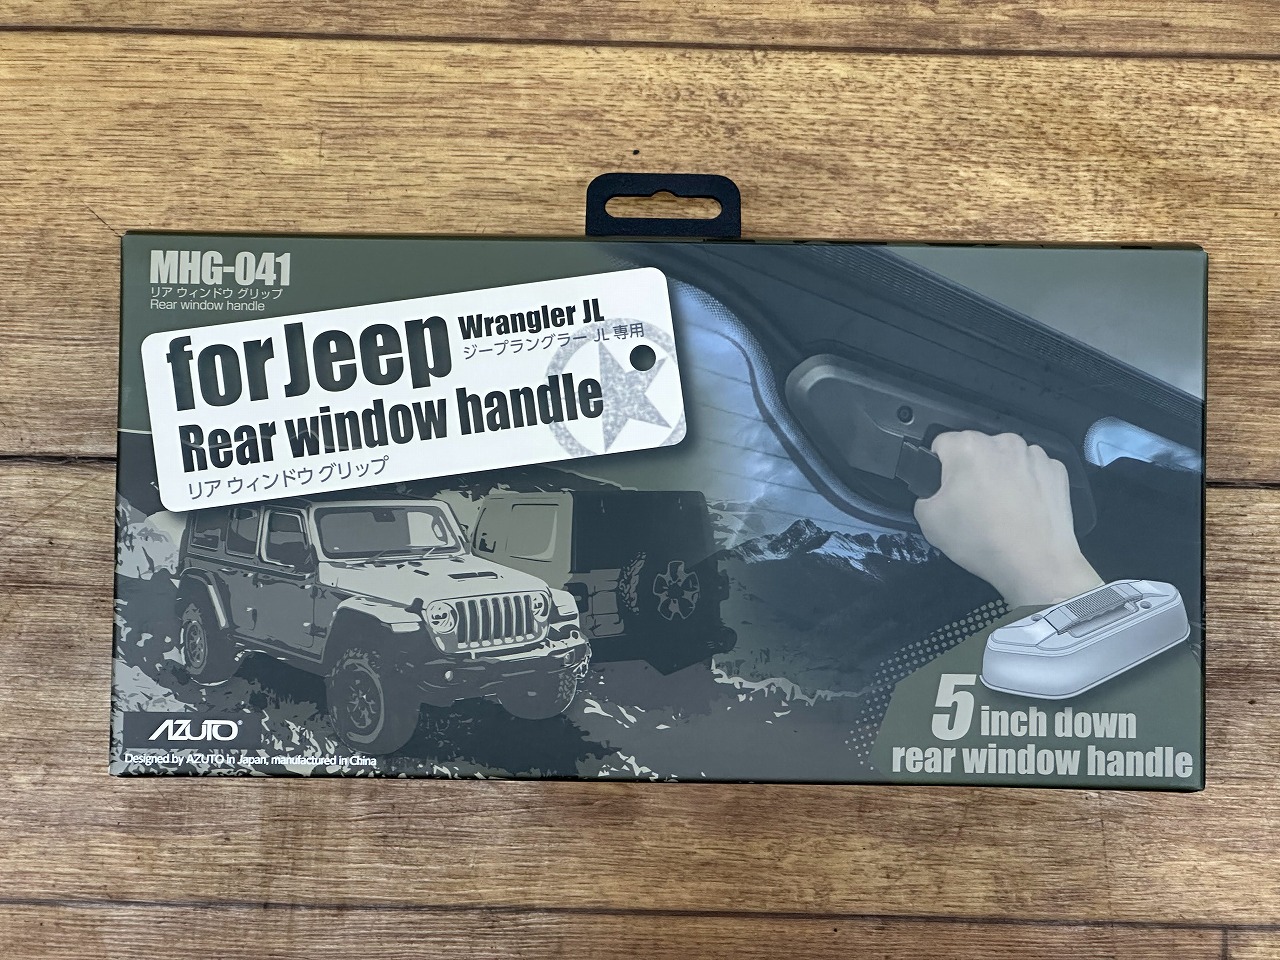 MHG-041
リア ウィンドウ グリップ
Rear window handle
for Jeep Wrangler JL
ジープラングラー JL 専用
Rear window handle
リア ウィンドウ グリップ
5 inch down
rear window handle
AZUTO®
Designed by AZUTO in Japan, manufactured in China